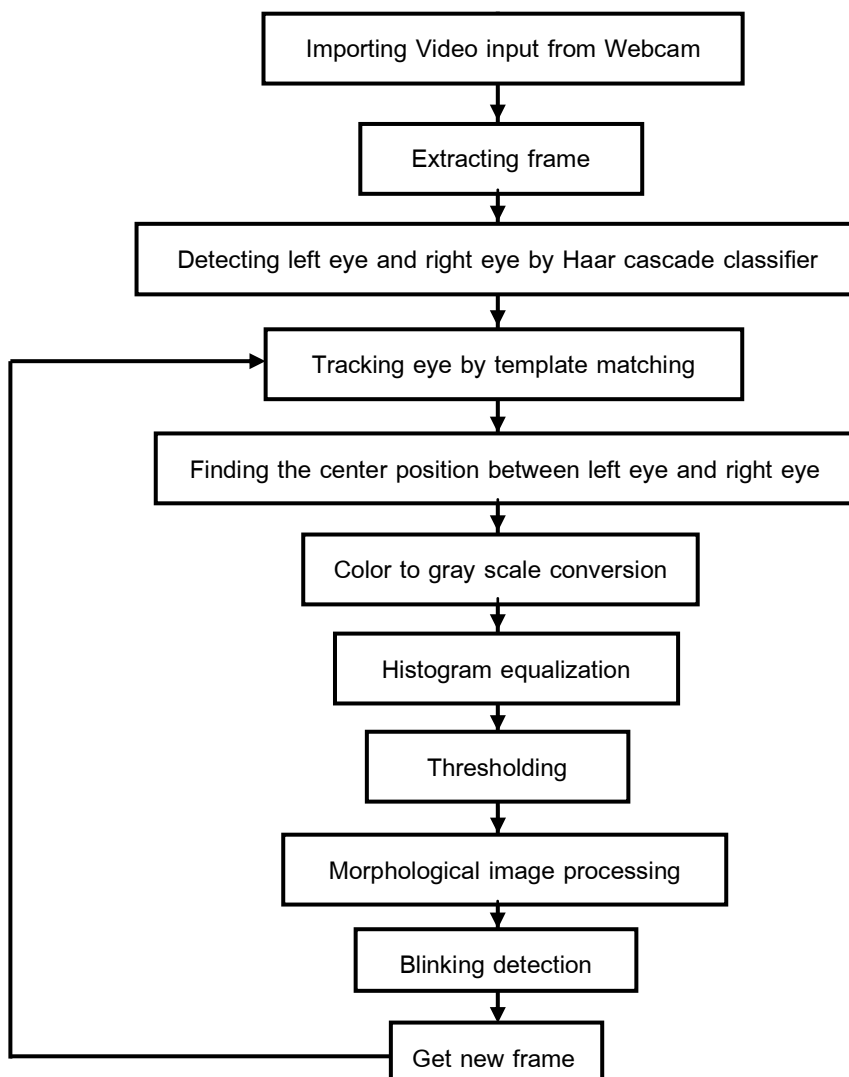 Importing Video input from Webcam
Extracting frame
Detecting left eye and right eye by Haar cascade classifier
Tracking eye by template matching
Finding the center position between left eye and right eye
Color to gray scale conversion
Histogram equalization
Thresholding
Morphological image processing
Blinking detection
Get new frame